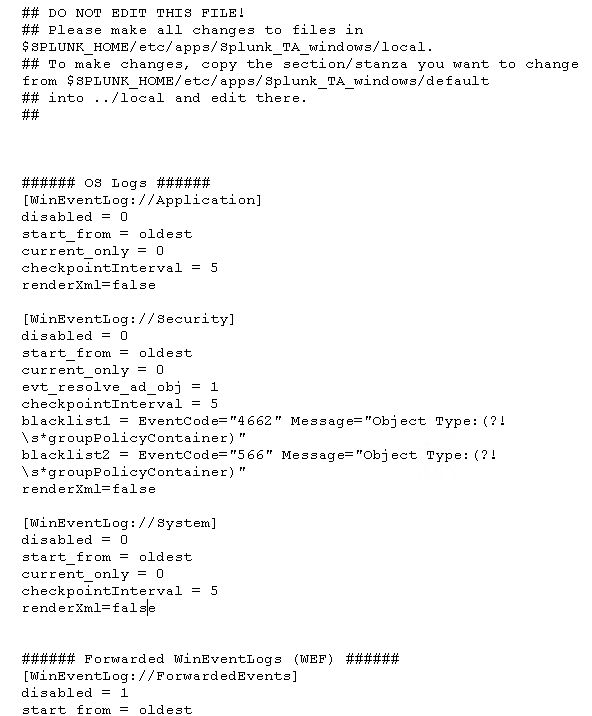 ## DO NOT EDIT THIS FILE!
## Please make all changes to files in
$SPLUNK_HOME/etc/apps/Splunk_TA_windows/local.
## To make changes, copy the section/stanza you want to change
from $SPLUNK_HOME/etc/apps/Splunk_TA_windows/default
## into ../local and edit there.
##
###### OS Logs ######
[WinEventLog://Application]
disabled = 0
start_from = oldest
current_only = 0
checkpointInterval = 5
renderXml=false
[WinEventLog://Security]
disabled = 0
start_from = oldest
current_only = 0
evt_resolve_ad_obj = 1
checkpointInterval = 5
blacklist1 = EventCode="4662" Message="Object Type:(?!
\s*groupPolicyContainer)"
blacklist2 = EventCode="566" Message="Object Type:(?!
\s*groupPolicyContainer)"
renderXml=false
[WinEventLog://System]
disabled = 0
start_from = oldest
current_only = 0
checkpointInterval = 5
renderXml=false
###### Forwarded WinEventLogs (WEF) ######
[WinEventLog://ForwardedEvents]
disabled = 1
start_from = oldest